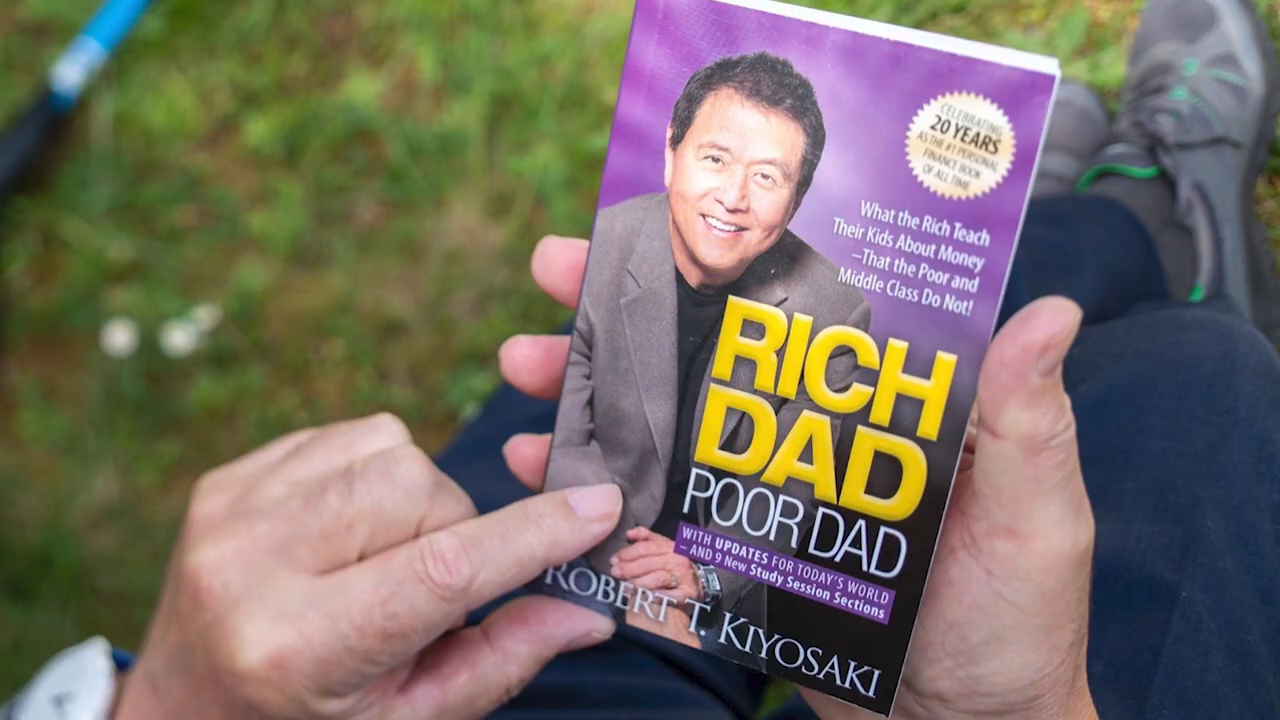 CELEBRATING
20 YEARS
AS THE #1 PERSONAL
FINANCE BOOK
OF ALL TIME
What the Rich Teach
Their Kids About Money
–That the Poor and
Middle Class Do Not!
RICH
DAD
POOR DAD
WITH UPDATES FOR TODAY'S WORLD
– AND 9 New Study Session Sections
ROBERT T. KIYOSAKI